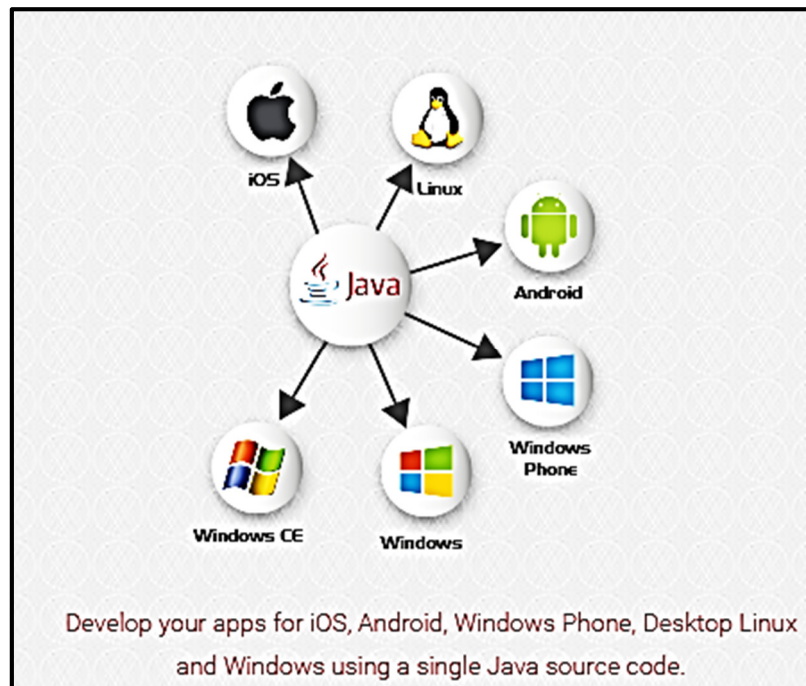 iOS
Linux
Java
Android
Windows
Phone
Windows CE
Windows
Develop your apps for iOS, Android, Windows Phone, Desktop Linux
and Windows using a single Java source code.